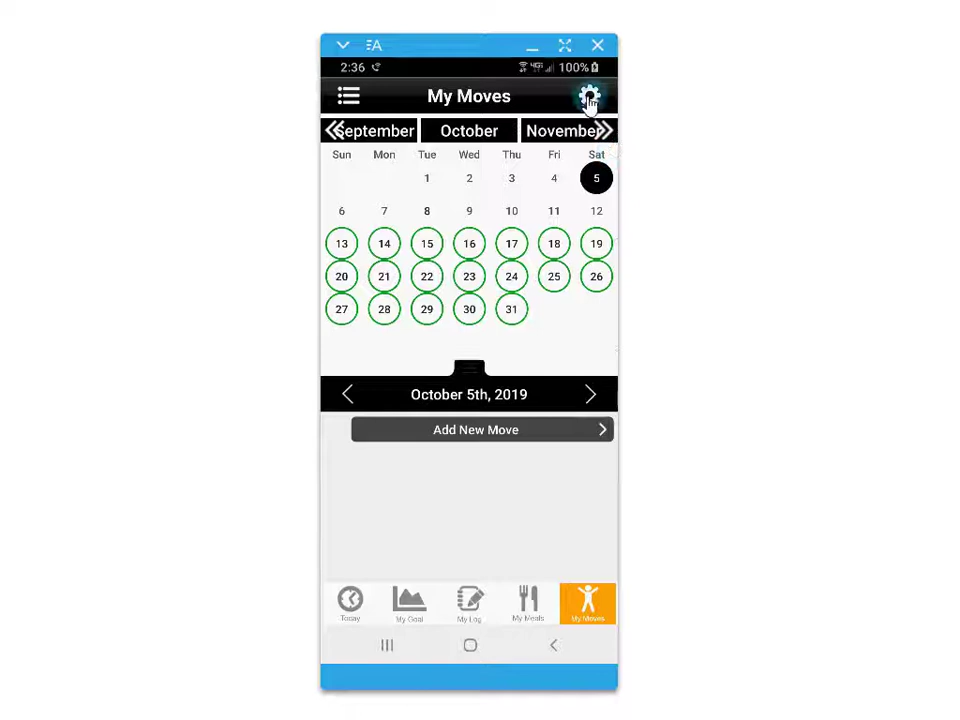 2:36 100%
My Moves
September October November
Sun Mon Tue Wed Thu Fri Sat
1 2 3 4 5
6 7 8 9 10 11 12
13 14 15 16 17 18 19
20 21 22 23 24 25 26
27 28 29 30 31
October 5th, 2019
Add New Move
Today My Goal My Log My Meals My Moves